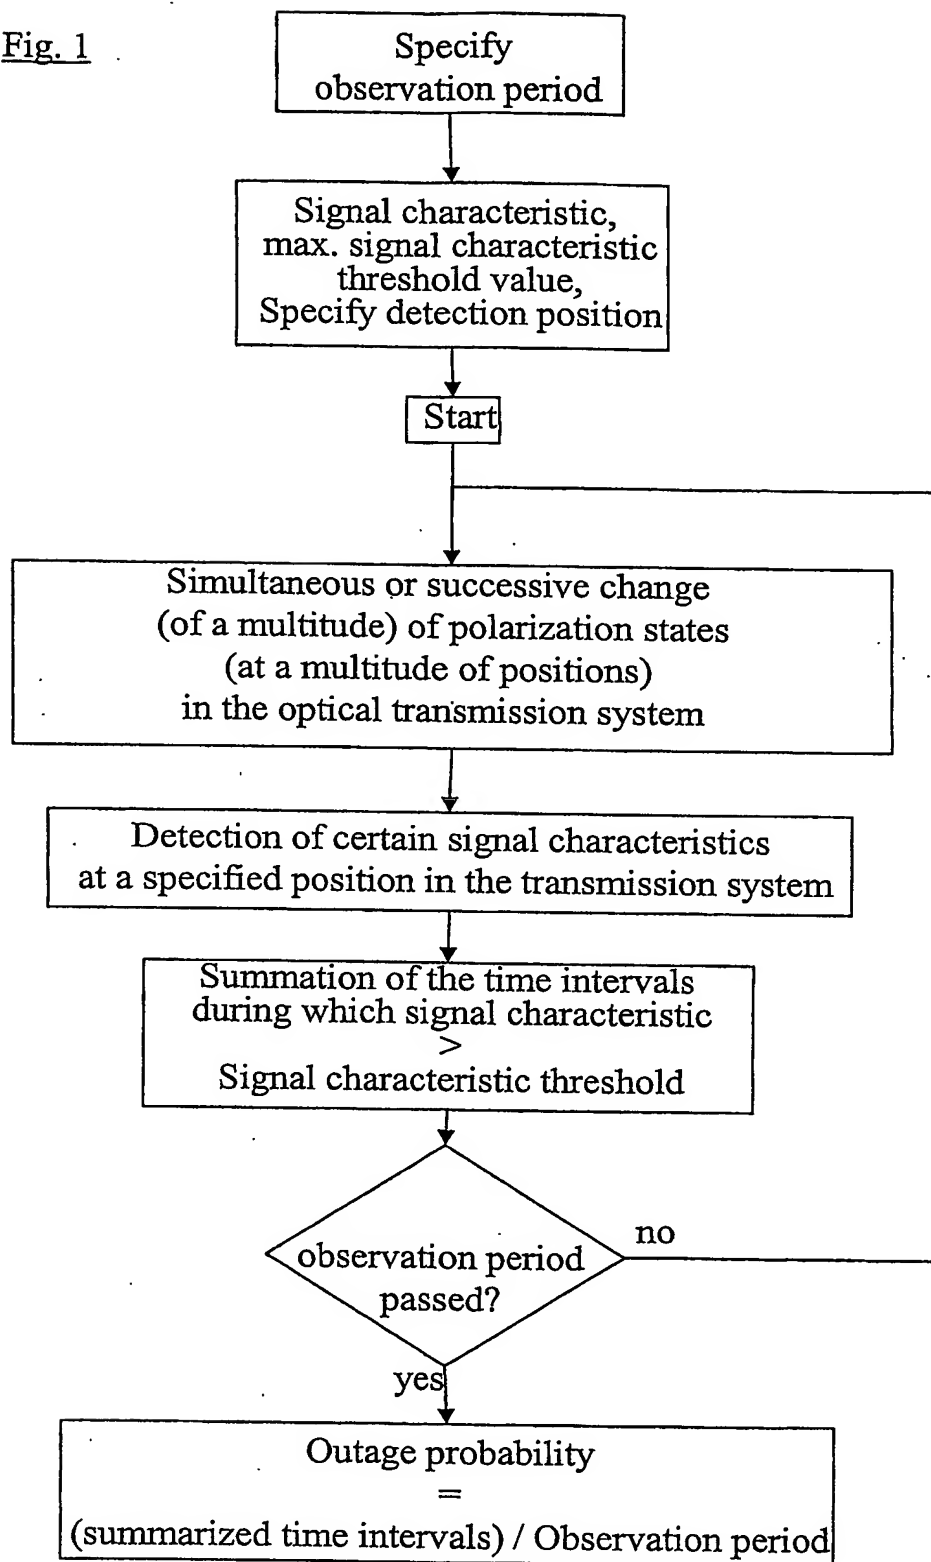 Fig. 1
Specify
observation period
Signal characteristic,
max. signal characteristic
threshold value,
Specify detection position
Start
Simultaneous or successive change
(of a multitude) of polarization states
(at a multitude of positions)
in the optical transmission system
Detection of certain signal characteristics
at a specified position in the transmission system
Summation of the time intervals
during which signal characteristic
>
Signal characteristic threshold
observation period
passed?
no
yes
Outage probability
=
(summarized time intervals) / Observation period